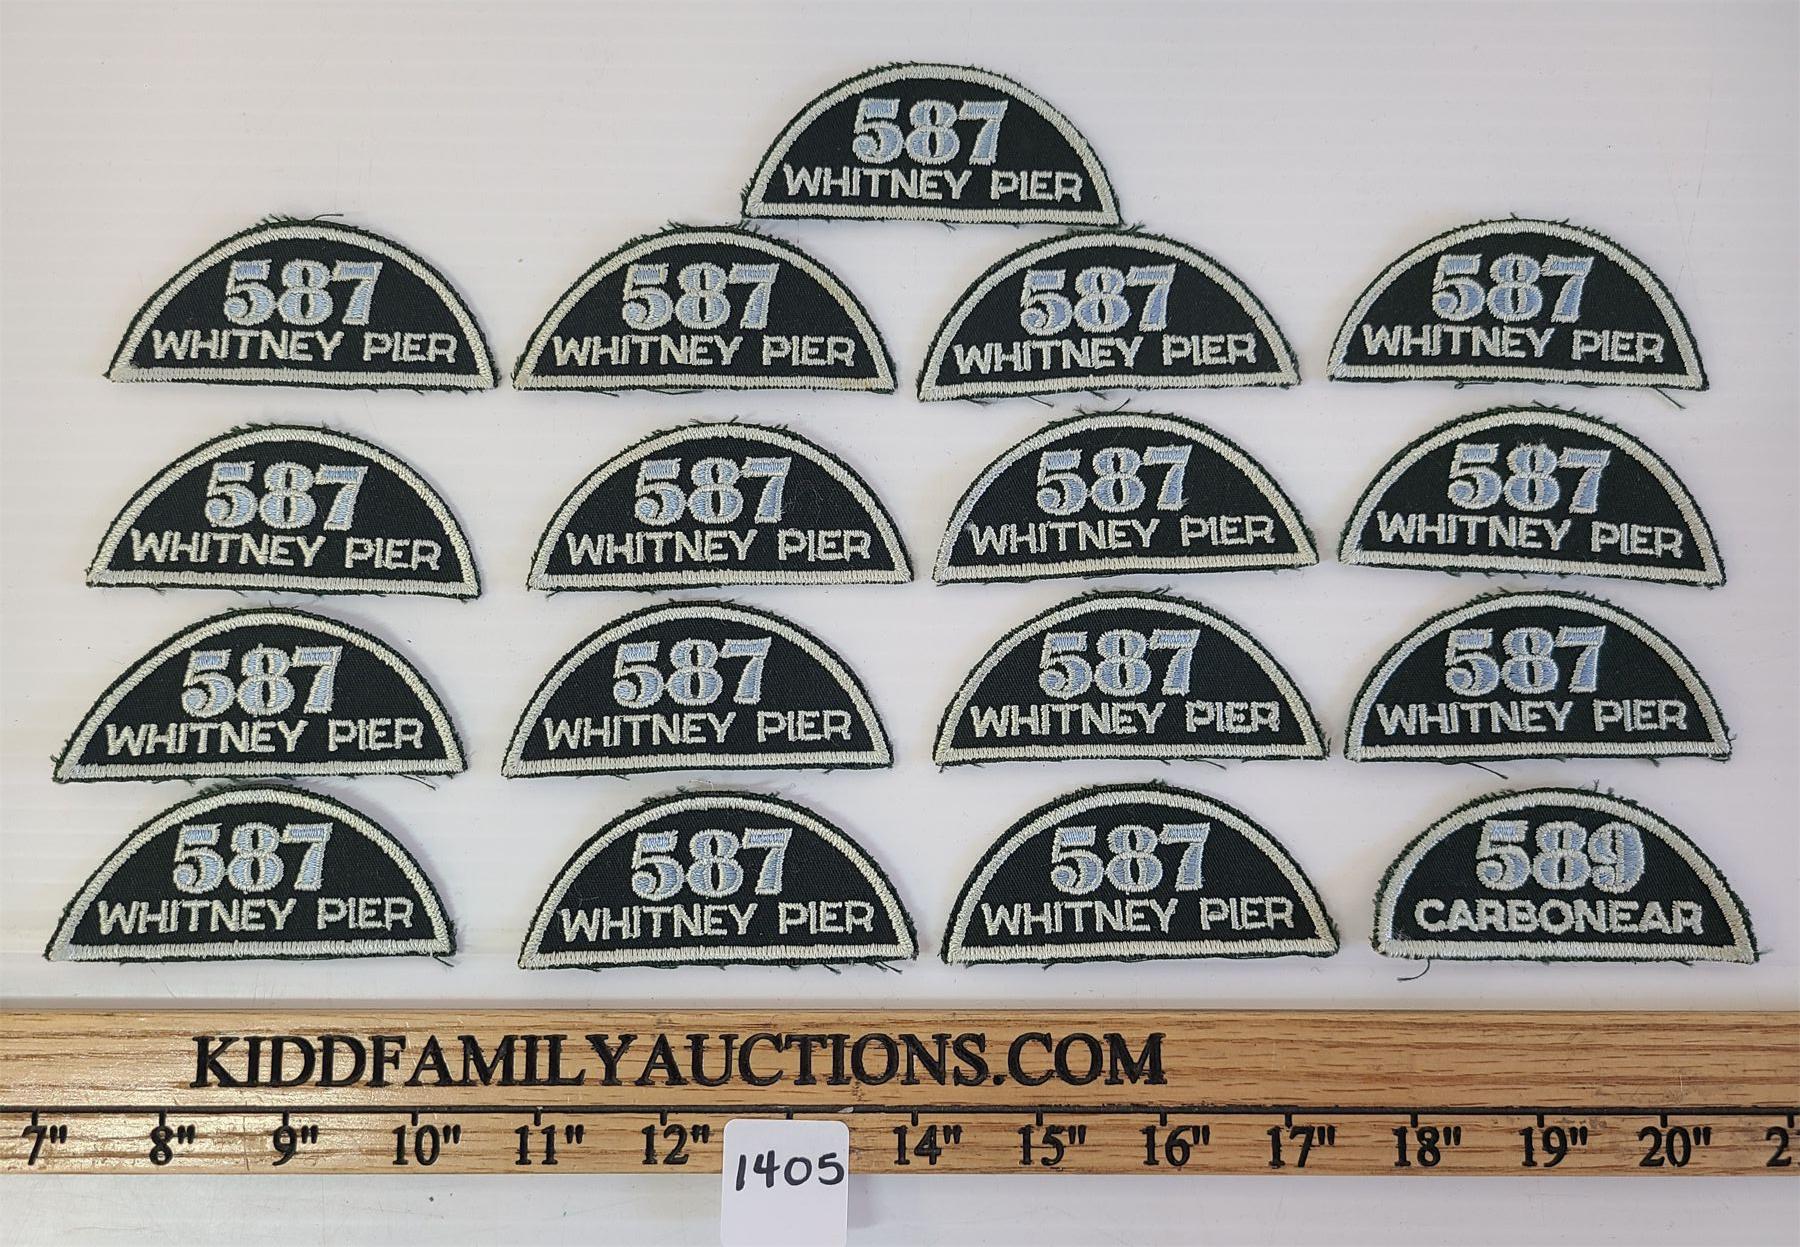 587
WHITNEY PIER
587
WHITNEY PIER
587
WHITNEY PIER
587
WHITNEY PIER
587
WHITNEY PIER
587
WHITNEY PIER
587
WHITNEY PIER
587
WHITNEY PIER
587
WHITNEY PIER
587
WHITNEY PIER
587
WHITNEY PIER
587
WHITNEY PIER
587
WHITNEY PIER
587
WHITNEY PIER
587
WHITNEY PIER
587
WHITNEY PIER
589
CARBONEAR
KIDDFAMILYAUCTIONS.COM
7" 8" 9" 10" 11" 12" 14" 15" 16" 17" 18" 19" 20"
1405